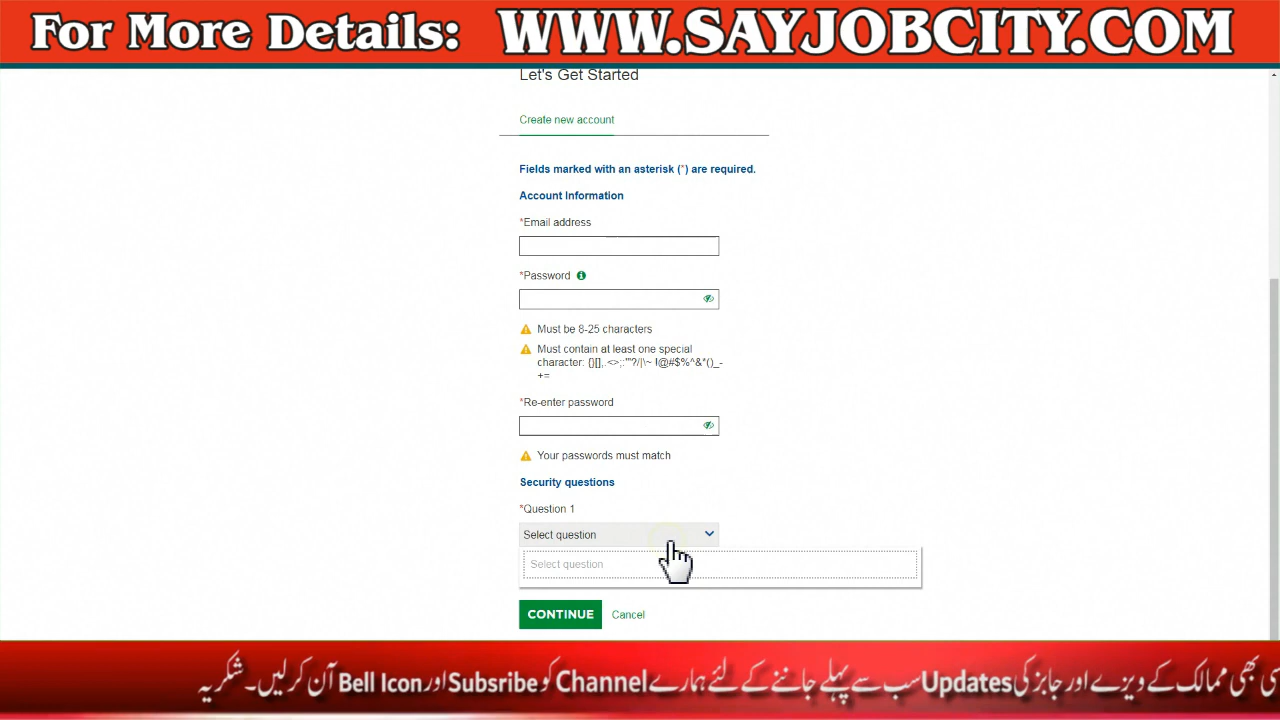 For More Details: WWW.SAYJOBCITY.COM
Let's Get Started
Create new account
Fields marked with an asterisk (*) are required.
Account Information
*Email address
*Password
Must be 8-25 characters
Must contain at least one special
character: {}[],.<>;:'"?/|\~ !@#$%^&*()_-
+=
*Re-enter password
Your passwords must match
Security questions
*Question 1
Select question
Select question
CONTINUE Cancel
بھی ممالک کے ویزے اور جابز کی Updates سب سے پہلے جاننے کے لئے ہمارے Channel کو Subsribe اور Bell Icon آن کرلیں۔ شکریہ